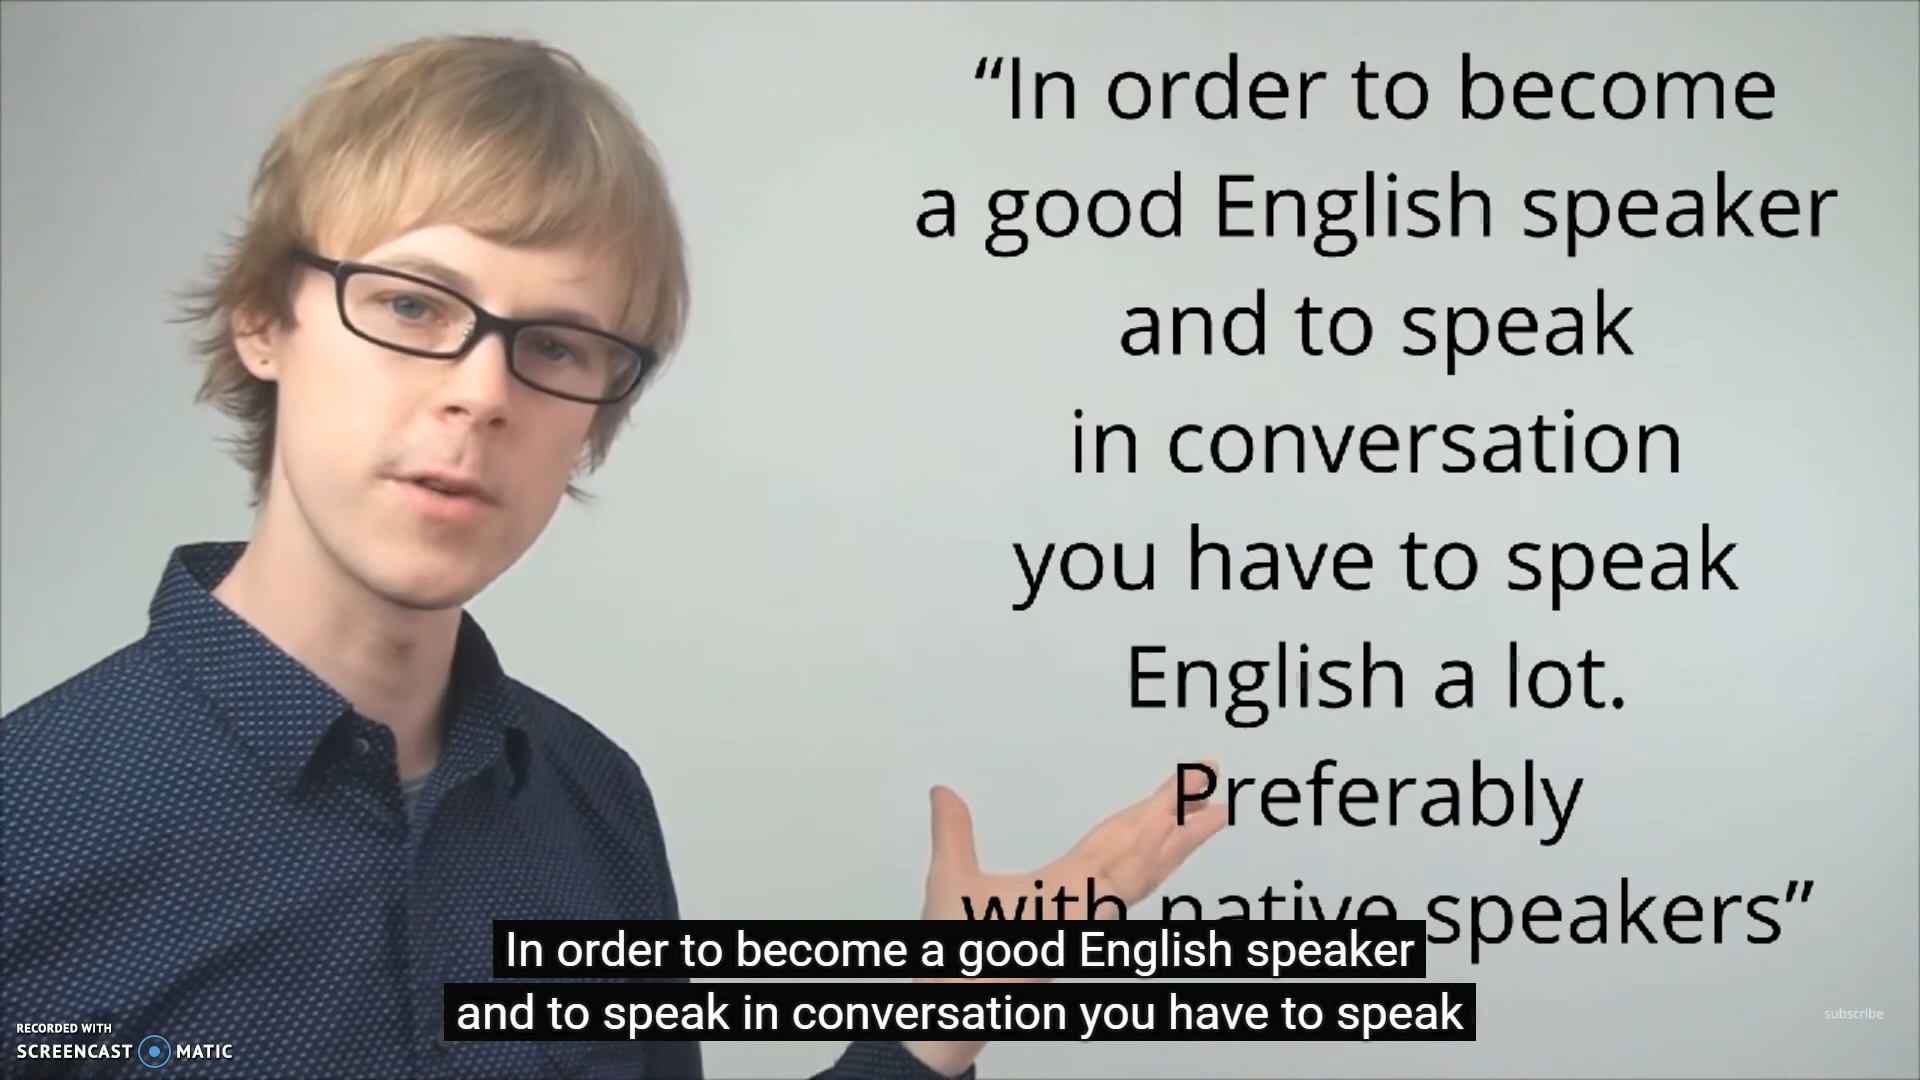 “In order to become
a good English speaker
and to speak
in conversation
you have to speak
English a lot.
Preferably
with native speakers”
In order to become a good English speaker
and to speak in conversation you have to speak
subscribe
RECORDED WITH
SCREENCAST MATIC